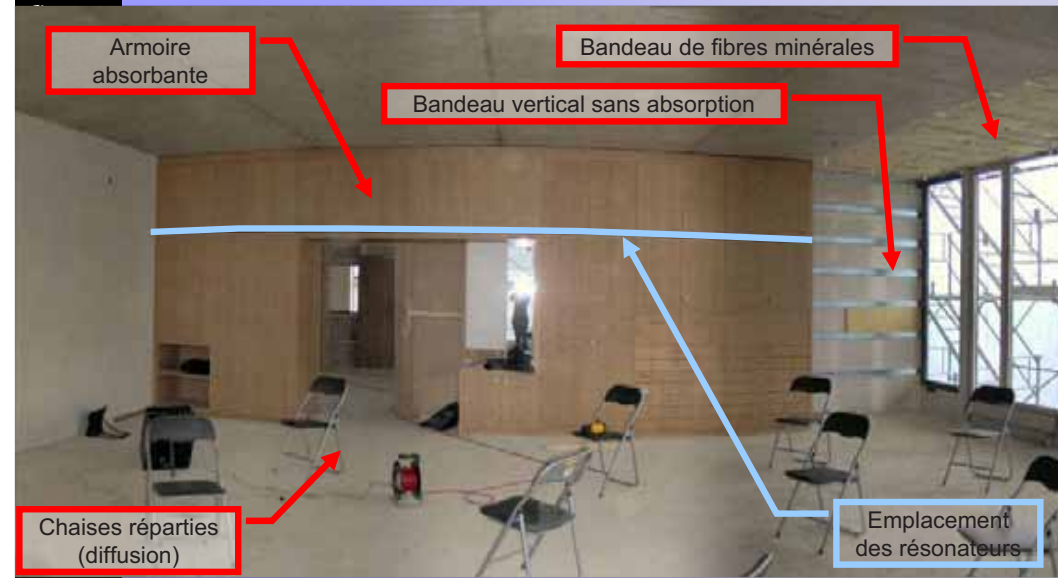 Armoire
absorbante
Bandeau de fibres minérales
Bandeau vertical sans absorption
Chaises réparties
(diffusion)
Emplacement
des résonateurs